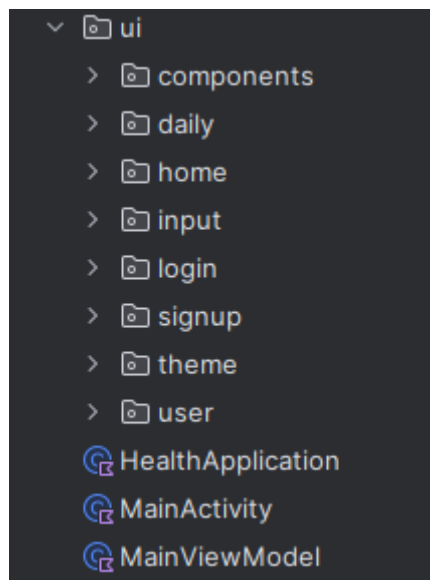 ui
components
daily
home
input
login
signup
theme
user
HealthApplication
MainActivity
MainViewModel